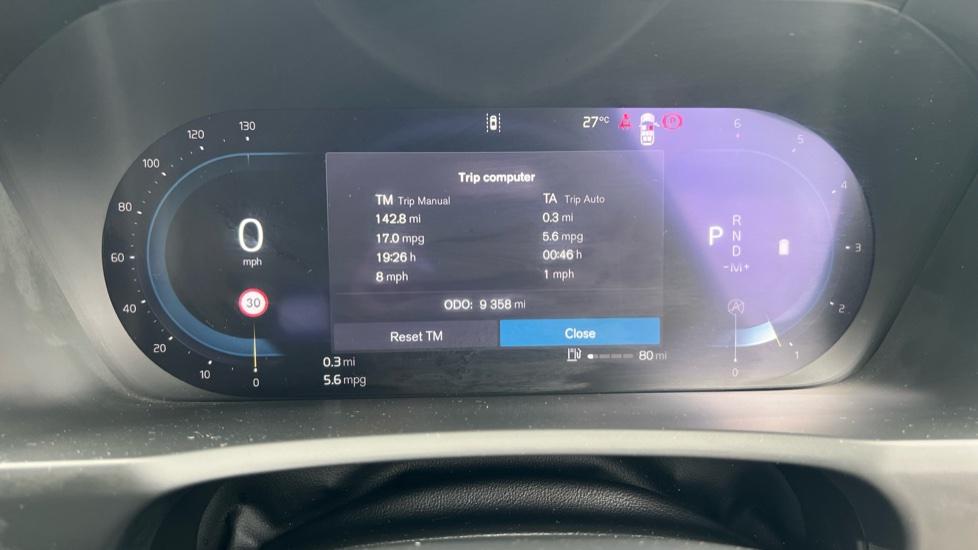 27°C
130
120
100
80
60
40
20
10
0
0
mph
30
Trip computer
TM Trip Manual
142.8 mi
17.0 mpg
19:26 h
8 mph
TA Trip Auto
0.3 mi
5.6 mpg
00:46 h
1 mph
ODO: 9 358 mi
Reset TM
Close
0.3 mi
5.6 mpg
80 mi
P
R
N
D
-M+
A
6
5
4
3
2
1
0